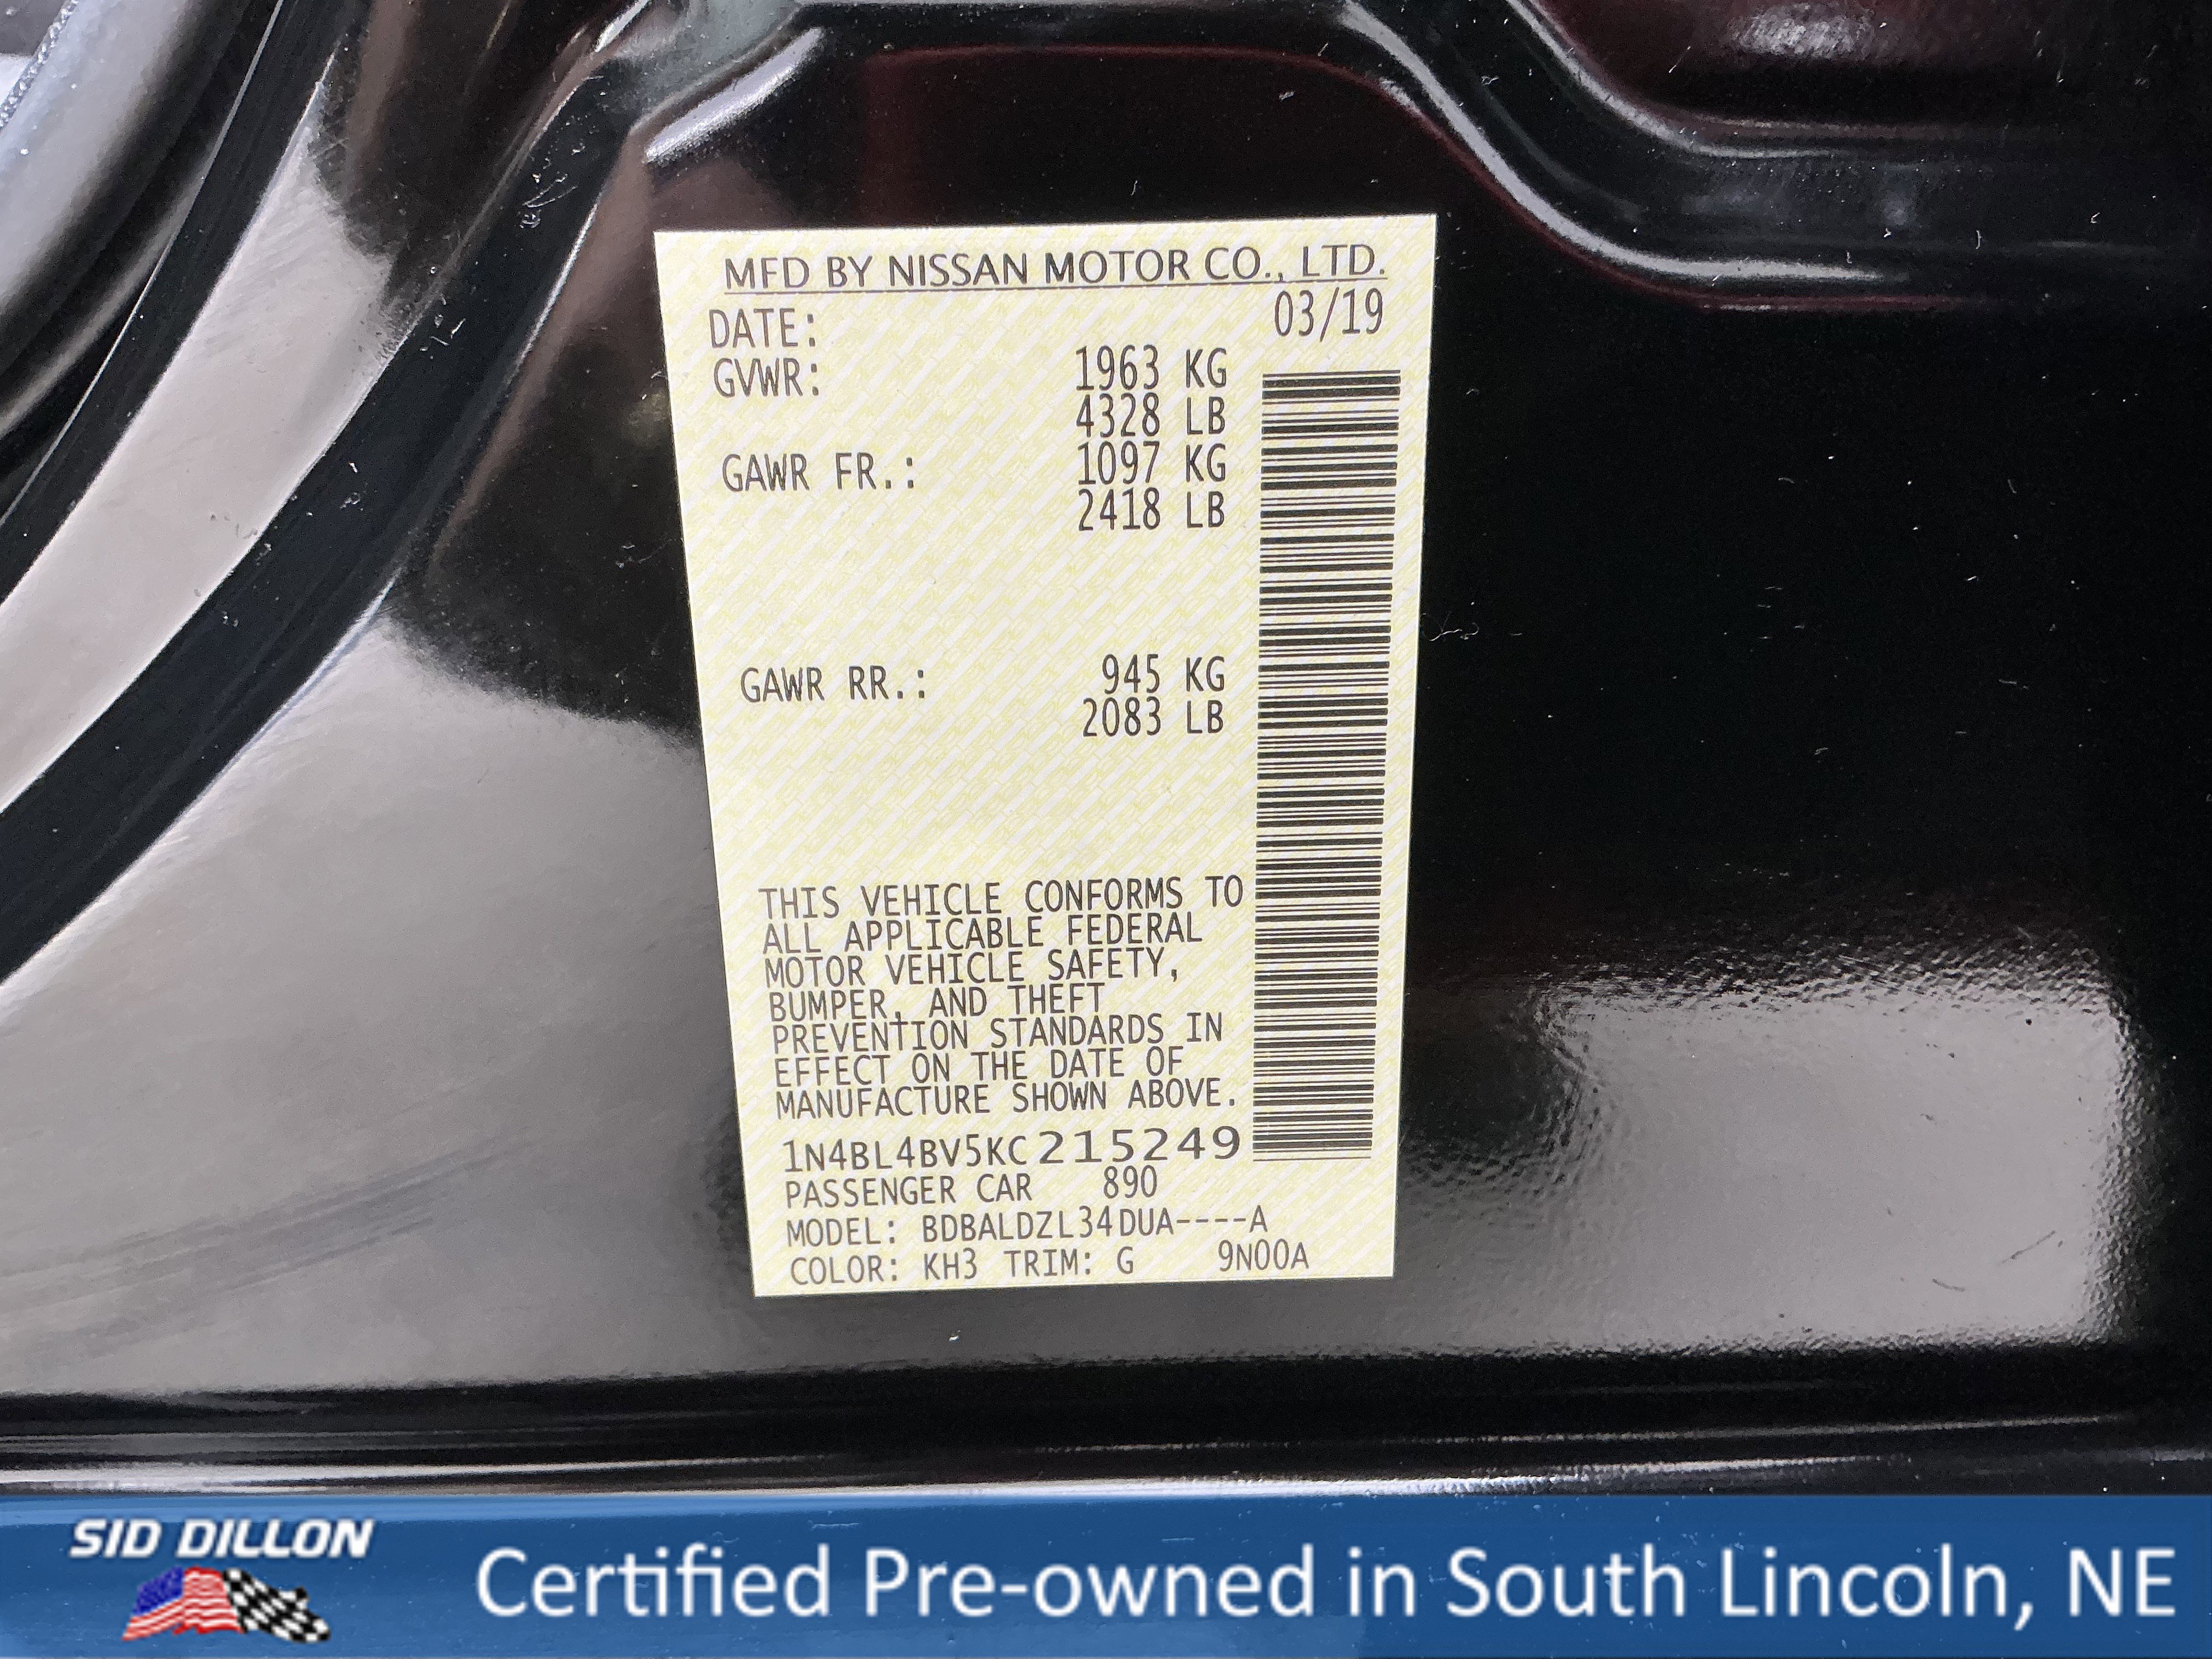 MFD BY NISSAN MOTOR CO., LTD.
DATE: 03/19
GVWR: 1963 KG
4328 LB
GAWR FR.: 1097 KG
2418 LB
GAWR RR.: 945 KG
2083 LB
THIS VEHICLE CONFORMS TO
ALL APPLICABLE FEDERAL
MOTOR VEHICLE SAFETY,
BUMPER, AND THEFT
PREVENTION STANDARDS IN
EFFECT ON THE DATE OF
MANUFACTURE SHOWN ABOVE.
1N4BL4BV5KC215249
PASSENGER CAR 890
MODEL: BDBALDZL34DUA----A
COLOR: KH3 TRIM: G 9N00A
SID DILLON
Certified Pre-owned in South Lincoln, NE